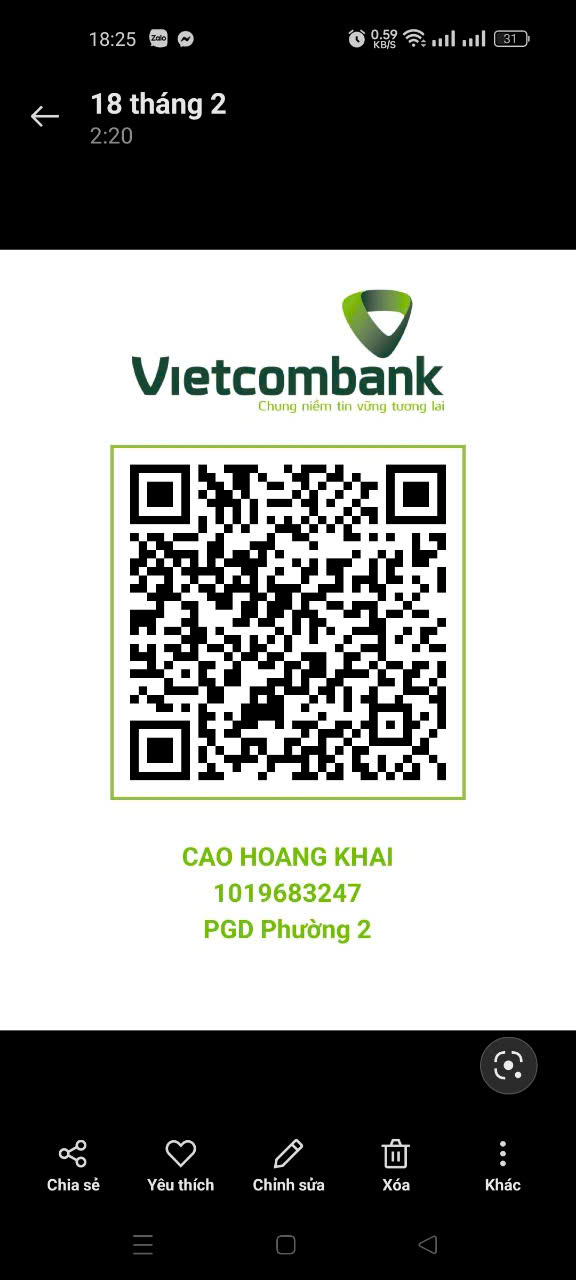 18:25 Zalo 0.59 KB/S 31
18 tháng 2
2:20
Vietcombank
Chung niềm tin vững tương lai
CAO HOANG KHAI
1019683247
PGD Phường 2
Chia sẻ Yêu thích Chỉnh sửa Xóa Khác